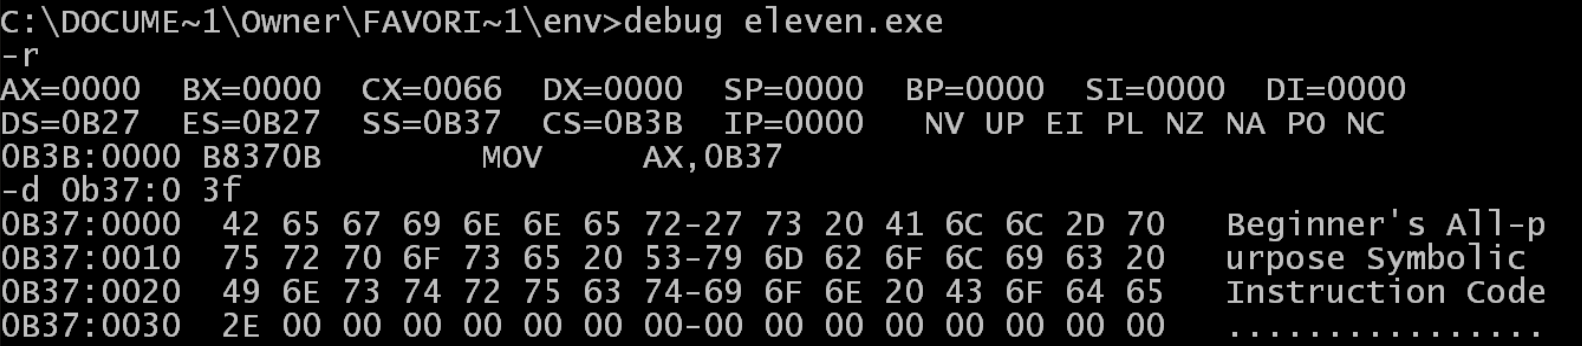 C:\DOCUME~1\Owner\FAVORI~1\env>debug eleven.exe
-r
AX=0000  BX=0000  CX=0066  DX=0000  SP=0000  BP=0000  SI=0000  DI=0000
DS=0B27  ES=0B27  SS=0B37  CS=0B3B  IP=0000   NV UP EI PL NZ NA PO NC
0B3B:0000 B8370B        MOV     AX,0B37
-d 0b37:0 3f
0B37:0000  42 65 67 69 6E 6E 65 72-27 73 20 41 6C 6C 2D 70   Beginner's All-p
0B37:0010  75 72 70 6F 73 65 20 53-79 6D 62 6F 6C 69 63 20   urpose Symbolic
0B37:0020  49 6E 73 74 72 75 63 74-69 6F 6E 20 43 6F 64 65   Instruction Code
0B37:0030  2E 00 00 00 00 00 00 00-00 00 00 00 00 00 00 00   ................